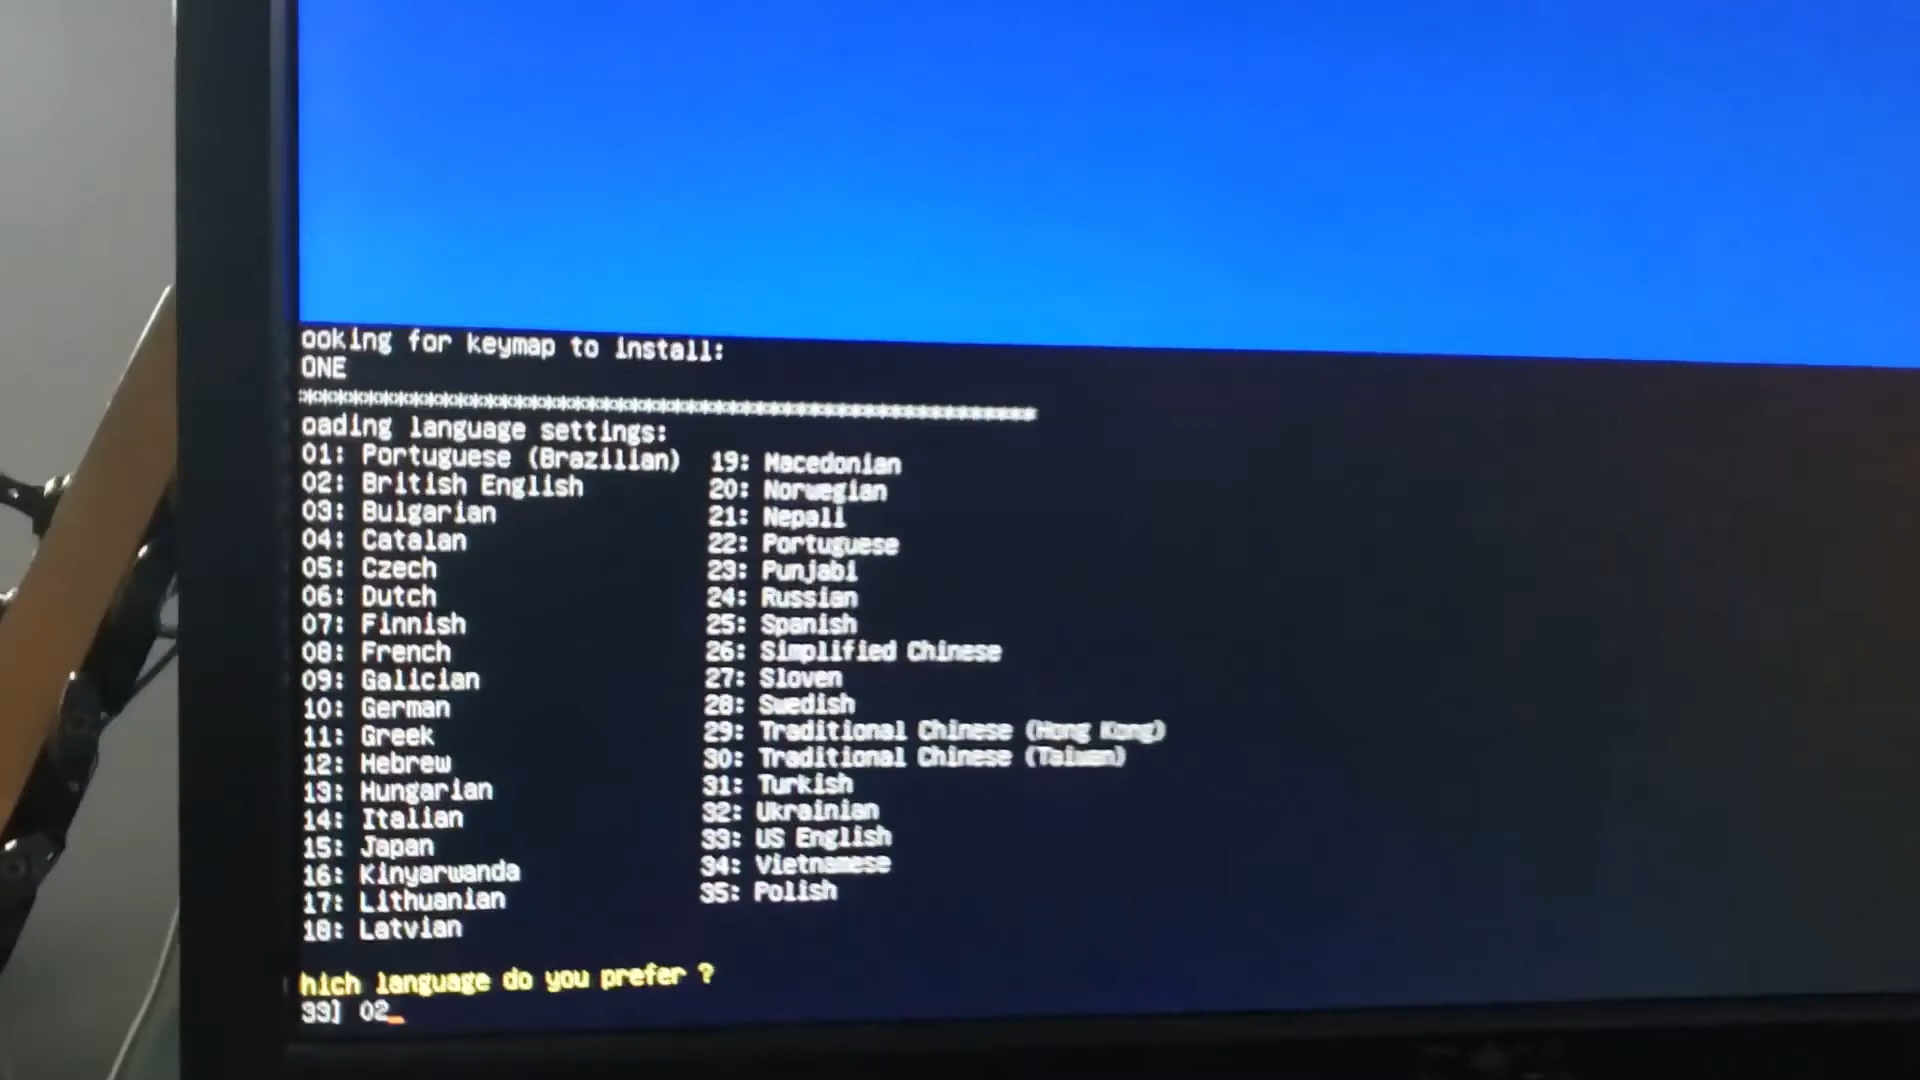 ooking for keymap to install:
ONE
oading language settings:
01: Portuguese (Brazilian) 19: Macedonian
02: British English 20: Norwegian
03: Bulgarian 21: Nepali
04: Catalan 22: Portuguese
05: Czech 23: Punjabi
06: Dutch 24: Russian
07: Finnish 25: Spanish
08: French 26: Simplified Chinese
09: Galician 27: Sloven
10: German 28: Swedish
11: Greek 29: Traditional Chinese (Hong Kong)
12: Hebrew 30: Traditional Chinese (Taiwan)
13: Hungarian 31: Turkish
14: Italian 32: Ukrainian
15: Japan 33: US English
16: Kinyarwanda 34: Vietnamese
17: Lithuanian 35: Polish
18: Latvian
hich language do you prefer ?
33] 02_